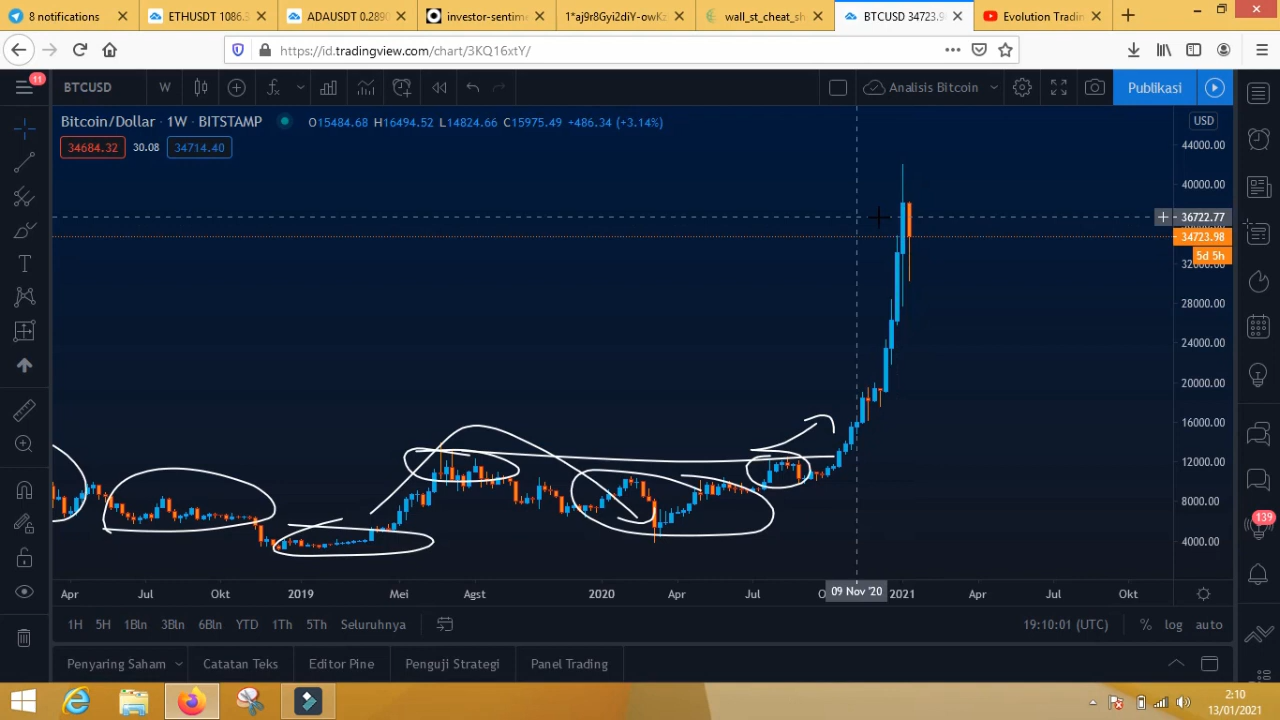 8 notifications
ETHUSDT 1086.3
ADAUSDT 0.289
investor-sentime
1*aj9r8Gyi2diY-owK
wall_st_cheat_sh
BTCUSD 34723.9
Evolution Tradin
https://id.tradingview.com/chart/3KQ16xtY/
11
BTCUSD
W
Analisis Bitcoin
Publikasi
Bitcoin/Dollar · 1W · BITSTAMP
O15484.68 H16494.52 L14824.66 C15975.49 +486.34 (+3.14%)
USD
34684.32 30.08 34714.40
44000.00
40000.00
36722.77
34723.98
5d 5h
32000.00
28000.00
24000.00
20000.00
16000.00
12000.00
8000.00
4000.00
139
Apr Jul Okt 2019 Mei Agst 2020 Apr Jul 09 Nov '20 2021 Apr Jul Okt
1H 5H 1Bln 3Bln 6Bln YTD 1Th 5Th Seluruhnya
19:10:01 (UTC) % log auto
Penyaring Saham Catatan Teks Editor Pine Penguji Strategi Panel Trading
2:10
13/01/2021